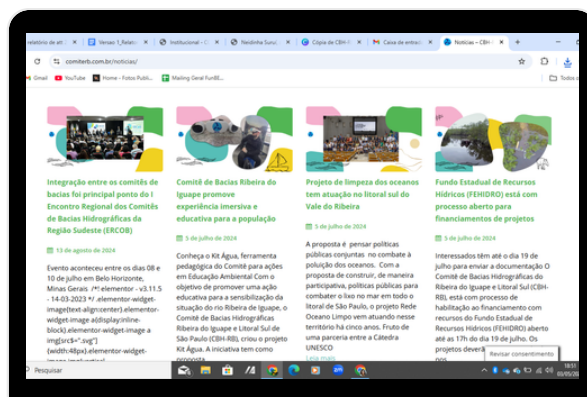 relatório de ati
Verseo 1_Relato
Institucional - C
Neidinha Suruí
Cópia de CBH-R
Caixa de entrad
Notícias – CBH
comiterb.com.br/noticias/
Gmail
YouTube
Home - Fotos Públi...
Mailing Geral FunBE...
Todos o
Integração entre os comitês de
bacias foi principal ponto do I
Encontro Regional dos Comitês
de Bacias Hidrográficas da
Região Sudeste (ERCOB)
13 de agosto de 2024
Evento aconteceu entre os dias 08 e
10 de julho em Belo Horizonte,
Minas Gerais /*! elementor - v3.11.5
- 14-03-2023 */ .elementor-widget-
image{text-align:center}.elementor-
widget-image a{display:inline-
block}.elementor-widget-image a
img[src$=".svg"]
{width:48px}.elementor-widget-
Comitê de Bacias Ribeira do
Iguape promove
experiência imersiva e
educativa para a população
5 de julho de 2024
Conheça o Kit Água, ferramenta
pedagógica do Comitê para ações
em Educação Ambiental Com o
objetivo de promover uma ação
educativa para a sensibilização da
situação do rio Ribeira de Iguape, o
Comitê de Bacias Hidrográficas
Ribeira do Iguape e Litoral Sul de
São Paulo (CBH-RB), criou o projeto
Kit Água. A iniciativa tem como
proposta
Projeto de limpeza dos oceanos
tem atuação no litoral sul do
Vale do Ribeira
5 de julho de 2024
A proposta é pensar políticas
públicas conjuntas no combate à
poluição dos oceanos. Com a
proposta de construir, de maneira
participativa, políticas públicas para
combater o lixo no mar em todo o
litoral de São Paulo, o projeto Rede
Oceano Limpo vem atuando nesse
território há cinco anos. Fruto de
uma parceria entre a Cátedra
UNESCO
Leia mais
Fundo Estadual de Recursos
Hídricos (FEHIDRO) está com
processo aberto para
financiamentos de projetos
5 de julho de 2024
Interessados têm até o dia 19 de
julho para enviar a documentação O
Comitê de Bacias Hidrográficas do
Ribeira do Iguape e Litoral Sul (CBH-
RB), está com processo de
habilitação ao financiamento com
recursos do Fundo Estadual de
Recursos Hídricos (FEHIDRO) aberto
até as 17h do dia 19 de julho. Os
projetos deverã
Revisar consentimento
Pesquisar
18:51